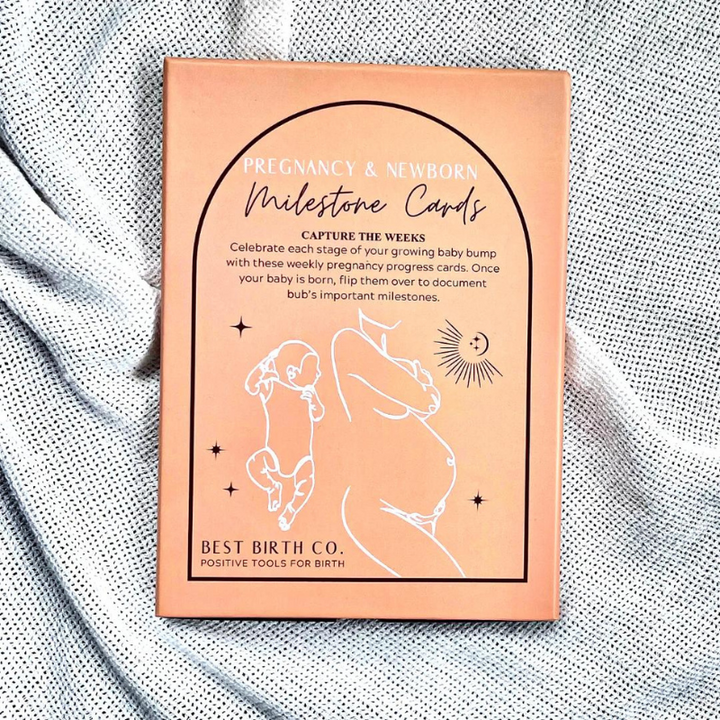 PREGNANCY & NEWBORN
Milestone Cards
CAPTURE THE WEEKS
Celebrate each stage of your growing baby bump
with these weekly pregnancy progress cards. Once
your baby is born, flip them over to document
bub's important milestones.
BEST BIRTH CO.
POSITIVE TOOLS FOR BIRTH